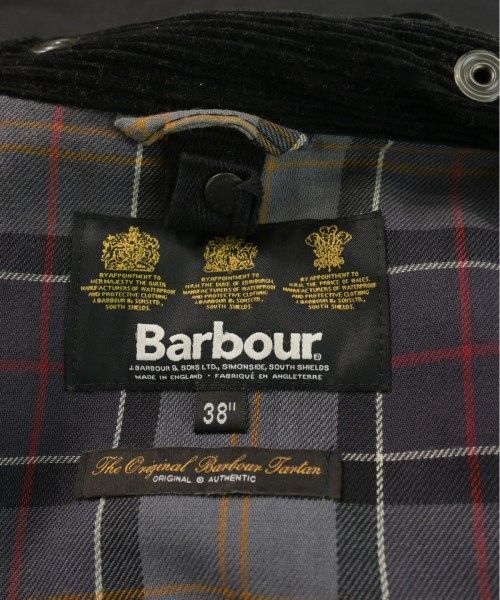 BY APPOINTMENT TO
HER MAJESTY THE QUEEN
MANUFACTURERS OF WATERPROOF
AND PROTECTIVE CLOTHING
J.BARBOUR & SONS LTD,
SOUTH SHIELDS.
BY APPOINTMENT TO
H.R.H. THE DUKE OF EDINBURGH
MANUFACTURERS OF WATERPROOF
AND PROTECTIVE CLOTHING
J.BARBOUR & SONS LTD,
SOUTH SHIELDS.
BY APPOINTMENT TO
H.R.H. THE PRINCE OF WALES
MANUFACTURERS OF WATERPROOF
AND PROTECTIVE CLOTHING
J.BARBOUR & SONS LTD,
SOUTH SHIELDS.
Barbour®
J. BARBOUR & SONS LTD., SIMONSIDE, SOUTH SHIELDS
MADE IN ENGLAND • FABRIQUÉ EN ANGLETERRE
38"
The Original Barbour Tartan
ORIGINAL © AUTHENTIC